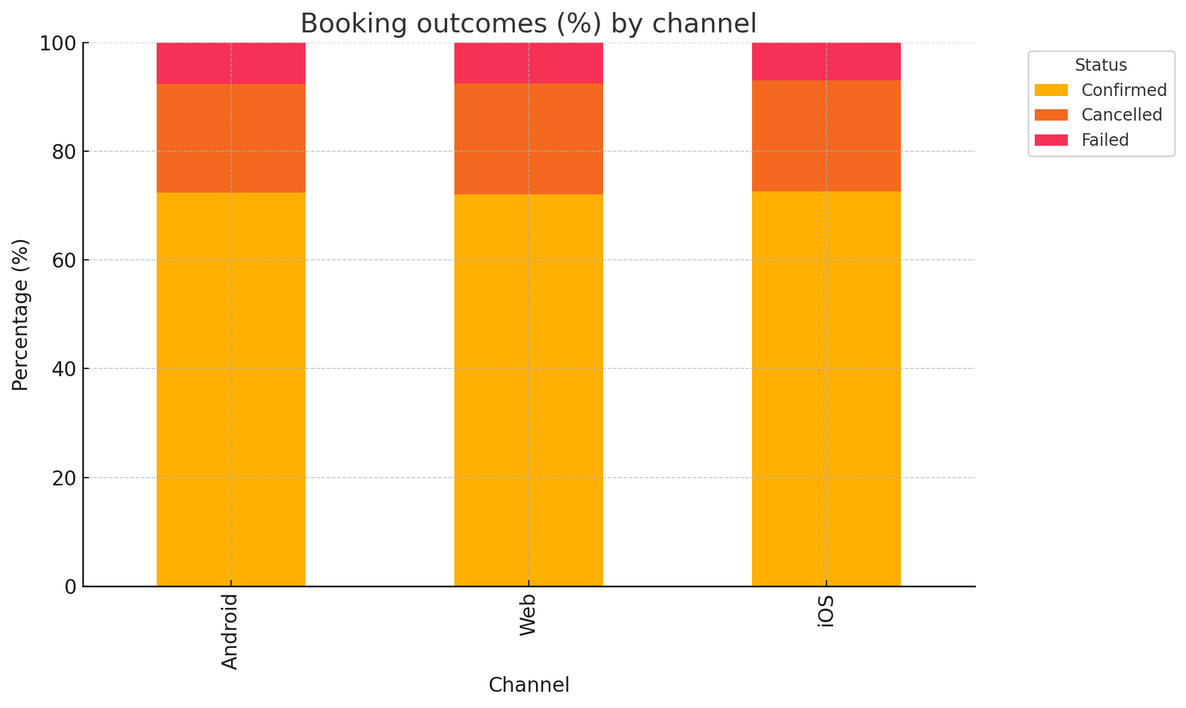 Booking outcomes (%) by channel
Status
Confirmed
Cancelled
Failed
Percentage (%)
100
80
60
40
20
0
Android
Web
iOS
Channel